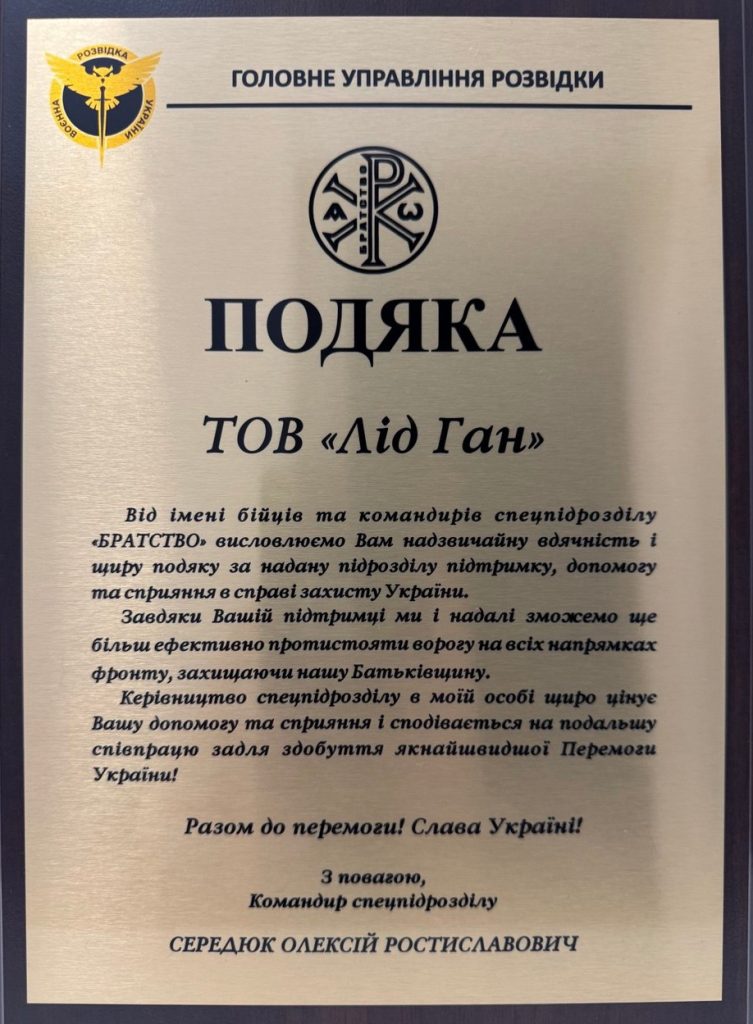 РОЗВІДКА
ВОЄННА
УКРАЇНИ
ГОЛОВНЕ УПРАВЛІННЯ РОЗВІДКИ
БРАТСТВО
Α Ω
ПОДЯКА
ТОВ «Лід Ган»
Від імені бійців та командирів спецпідрозділу
«БРАТСТВО» висловлюємо Вам надзвичайну вдячність і
щиру подяку за надану підрозділу підтримку, допомогу
та сприяння в справі захисту України.
Завдяки Вашій підтримці ми і надалі зможемо ще
більш ефективно протистояти ворогу на всіх напрямках
фронту, захищаючи нашу Батьківщину.
Керівництво спецпідрозділу в моїй особі щиро цінує
Вашу допомогу та сприяння і сподівається на подальшу
співпрацю задля здобуття якнайшвидшої Перемоги
України!
Разом до перемоги! Слава Україні!
З повагою,
Командир спецпідрозділу
СЕРЕДЮК ОЛЕКСІЙ РОСТИСЛАВОВИЧ